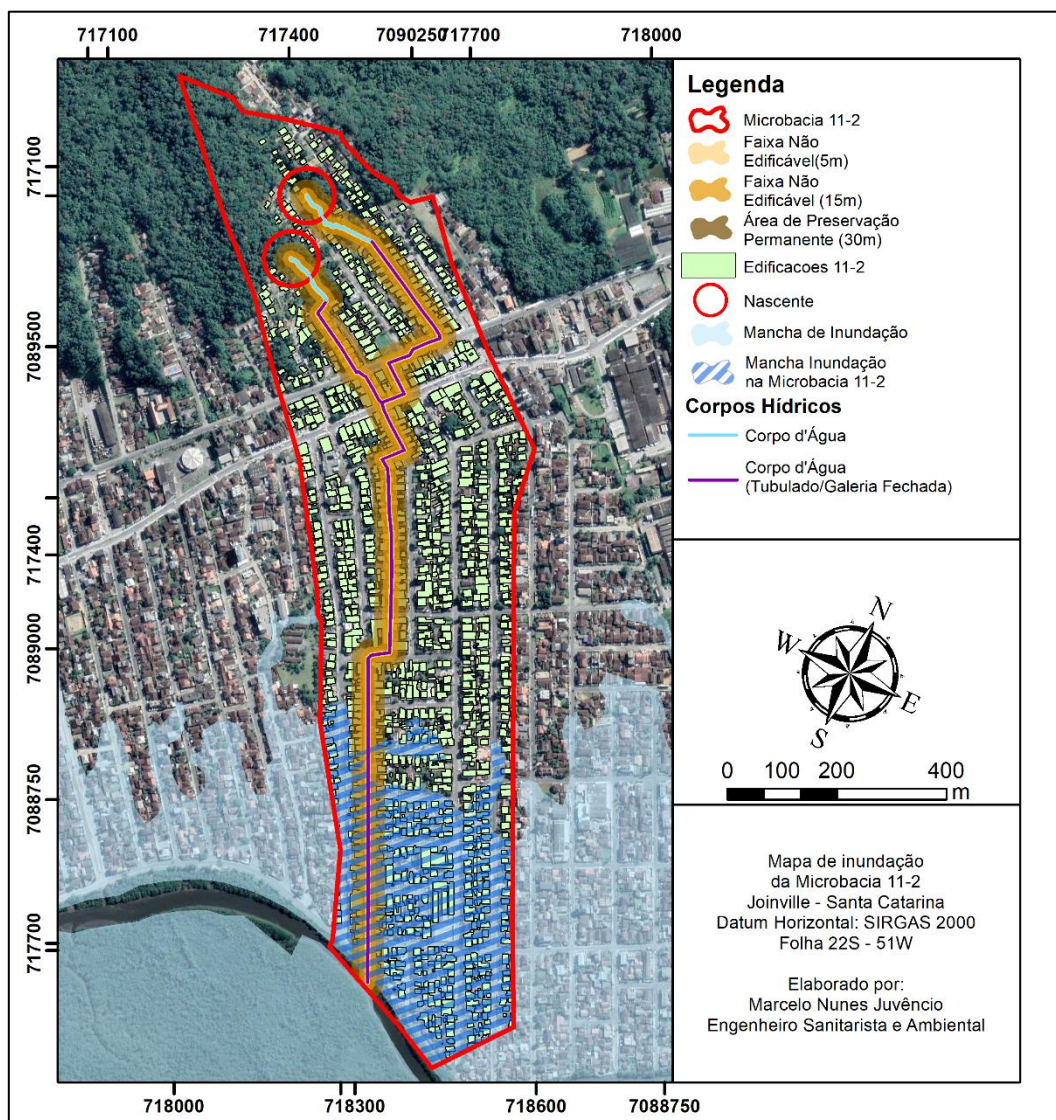 717100
717400
7090250
717700
718000
717100
7089500
717400
7089000
7088750
717700
718000
718300
718600
7088750
Legenda
Microbacia 11-2
Faixa Não
Edificável(5m)
Faixa Não
Edificável (15m)
Área de Preservação
Permanente (30m)
Edificacoes 11-2
Nascente
Mancha de Inundação
Mancha Inundação
na Microbacia 11-2
Corpos Hídricos
Corpo d'Água
Corpo d'Água
(Tubulado/Galeria Fechada)
N
W
E
S
0 100 200 400
m
Mapa de inundação
da Microbacia 11-2
Joinville - Santa Catarina
Datum Horizontal: SIRGAS 2000
Folha 22S - 51W
Elaborado por:
Marcelo Nunes Juvêncio
Engenheiro Sanitarista e Ambiental